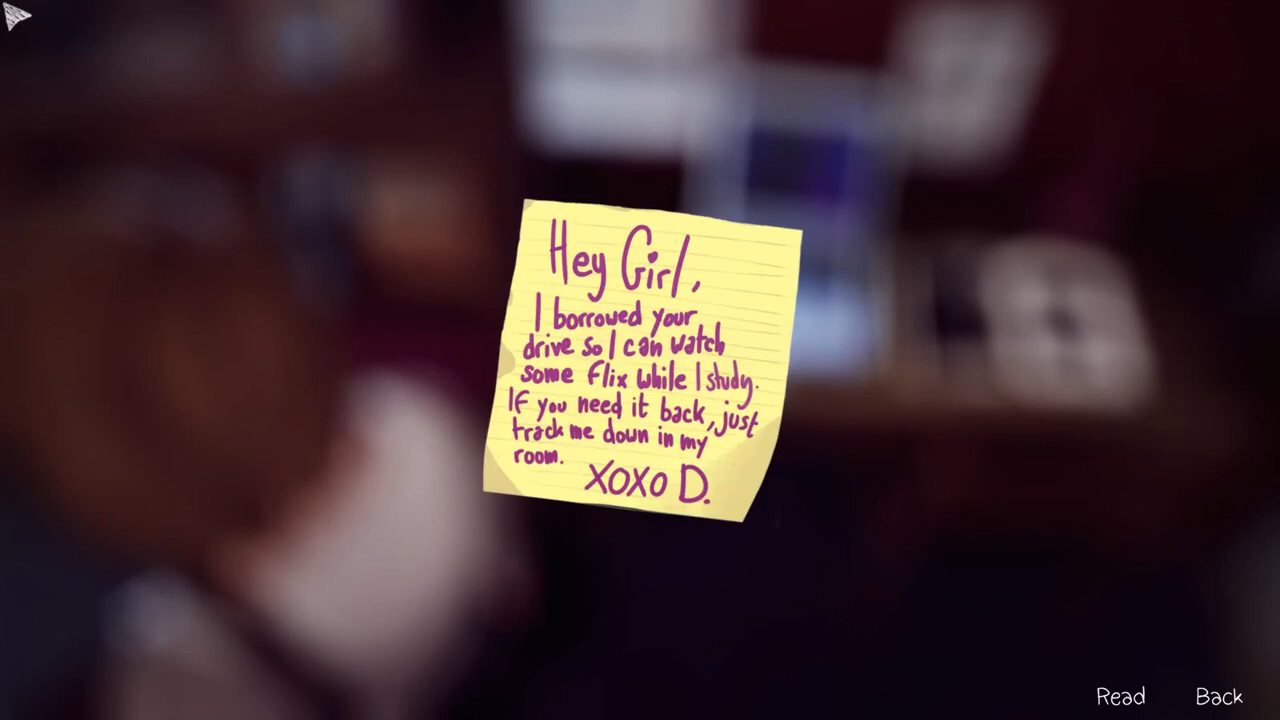 Hey Girl,
I borrowed your
drive so I can watch
some flix while I study.
If you need it back, just
track me down in my
room.
XOXO D.
Read Back